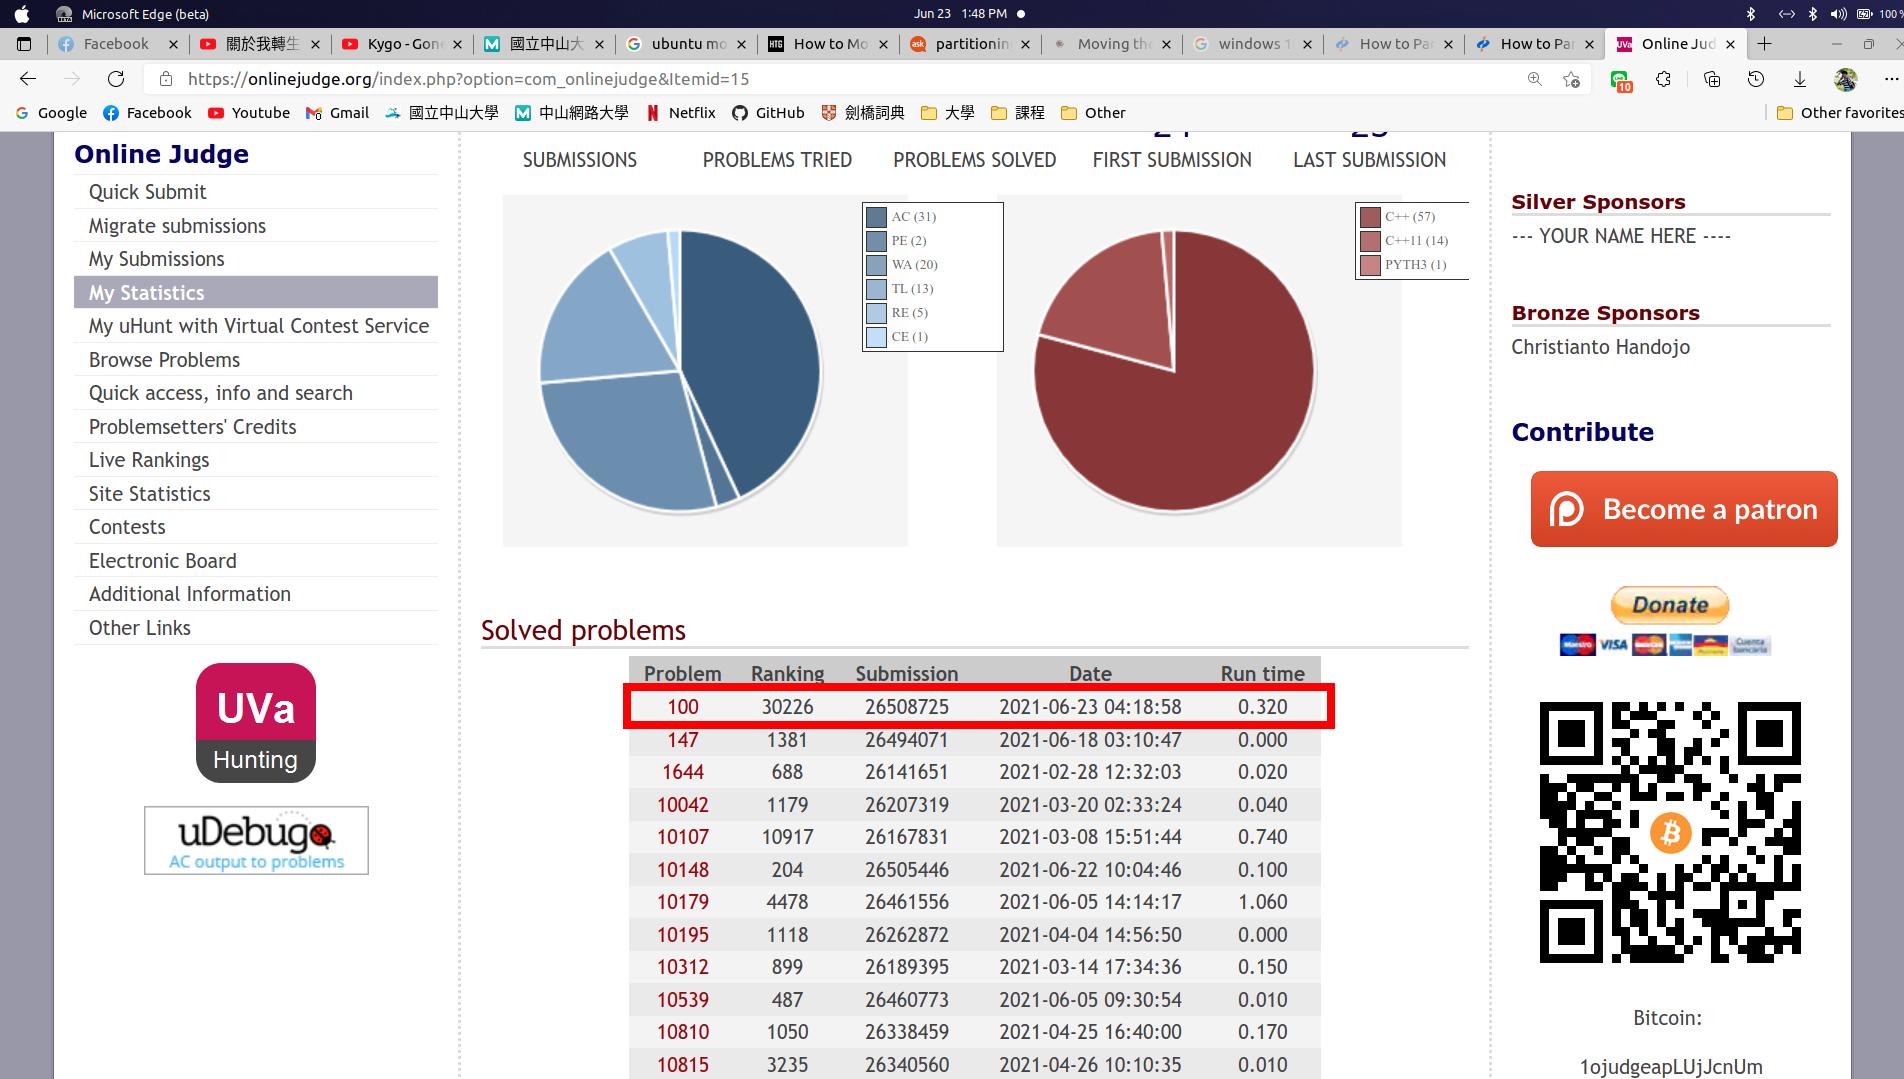 Microsoft Edge (beta)
Jun 23 1:48 PM
100 %
Facebook
關於我轉生
Kygo - Gon
國立中山大
ubuntu mo
How to Mo
partitionin
Moving the
windows 1
How to Par
How to Par
Online Jud
https://onlinejudge.org/index.php?option=com_onlinejudge&Itemid=15
10
Google
Facebook
Youtube
Gmail
國立中山大學
中山網路大學
Netflix
GitHub
劍橋詞典
大學
課程
Other
Other favorites
Online Judge
Quick Submit
Migrate submissions
My Submissions
My Statistics
My uHunt with Virtual Contest Service
Browse Problems
Quick access, info and search
Problemsetters' Credits
Live Rankings
Site Statistics
Contests
Electronic Board
Additional Information
Other Links
UVa
Hunting
uDebug
AC output to problems
SUBMISSIONS PROBLEMS TRIED PROBLEMS SOLVED FIRST SUBMISSION LAST SUBMISSION
AC (31)
PE (2)
WA (20)
TL (13)
RE (5)
CE (1)
C++ (57)
C++11 (14)
PYTH3 (1)
Solved problems
Problem Ranking Submission Date Run time
100 30226 26508725 2021-06-23 04:18:58 0.320
147 1381 26494071 2021-06-18 03:10:47 0.000
1644 688 26141651 2021-02-28 12:32:03 0.020
10042 1179 26207319 2021-03-20 02:33:24 0.040
10107 10917 26167831 2021-03-08 15:51:44 0.740
10148 204 26505446 2021-06-22 10:04:46 0.100
10179 4478 26461556 2021-06-05 14:14:17 1.060
10195 1118 26262872 2021-04-04 14:56:50 0.000
10312 899 26189395 2021-03-14 17:34:36 0.150
10539 487 26460773 2021-06-05 09:30:54 0.010
10810 1050 26338459 2021-04-25 16:40:00 0.170
10815 3235 26340560 2021-04-26 10:10:35 0.010
Silver Sponsors
--- YOUR NAME HERE ----
Bronze Sponsors
Christianto Handojo
Contribute
Become a patron
Donate
VISA
Bitcoin:
1ojudgeapLUjJcnUm